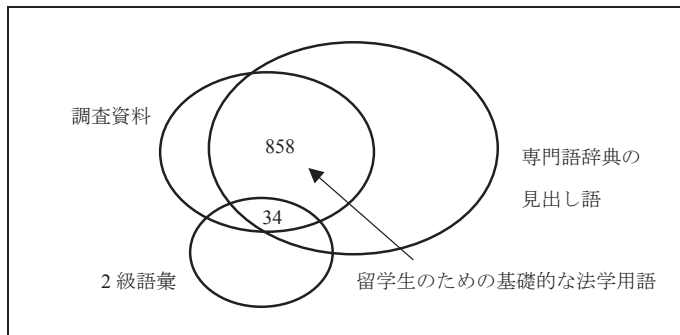 調査資料
858
専門語辞典の
見出し語
34
2 級語彙
留学生のための基礎的な法学用語